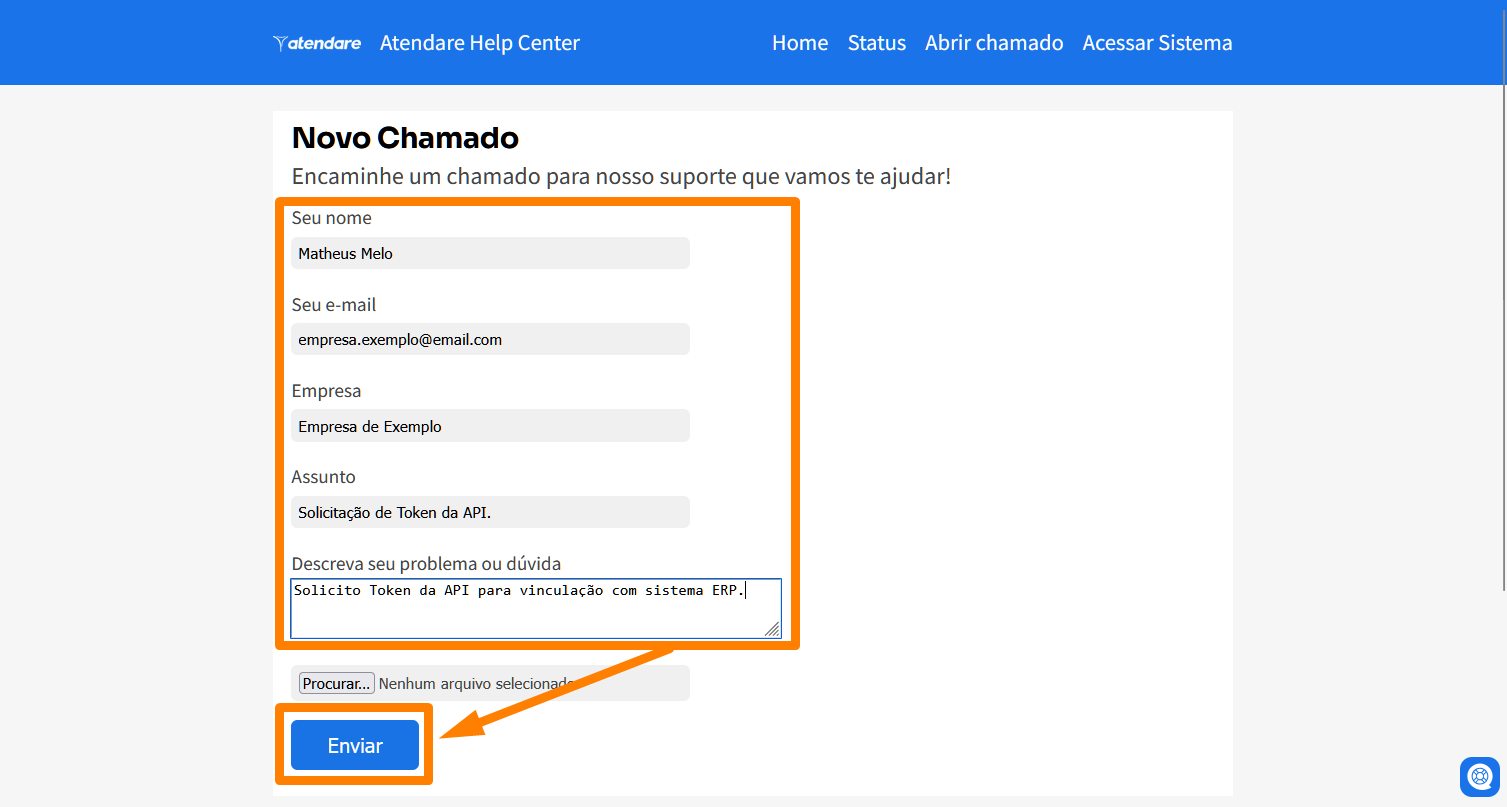 atendare Atendare Help Center Home Status Abrir chamado Acessar Sistema
Novo Chamado
Encaminhe um chamado para nosso suporte que vamos te ajudar!
Seu nome
Matheus Melo
Seu e-mail
empresa.exemplo@email.com
Empresa
Empresa de Exemplo
Assunto
Solicitação de Token da API.
Descreva seu problema ou dúvida
Solicito Token da API para vinculação com sistema ERP.
Procurar... Nenhum arquivo selecionado
Enviar